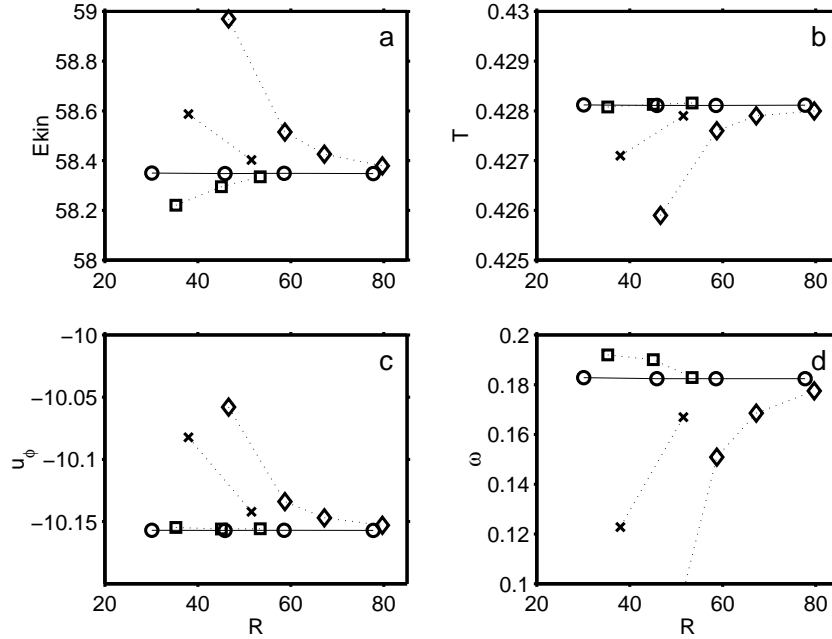 a
59
58.8
58.6
58.4
58.2
58
Ekin
20 40 60 80
R
b
0.43
0.429
0.428
0.427
0.426
0.425
T
20 40 60 80
R
c
−10
−10.05
−10.1
−10.15
uϕ
20 40 60 80
R
d
0.2
0.18
0.16
0.14
0.12
0.1
ω
20 40 60 80
R